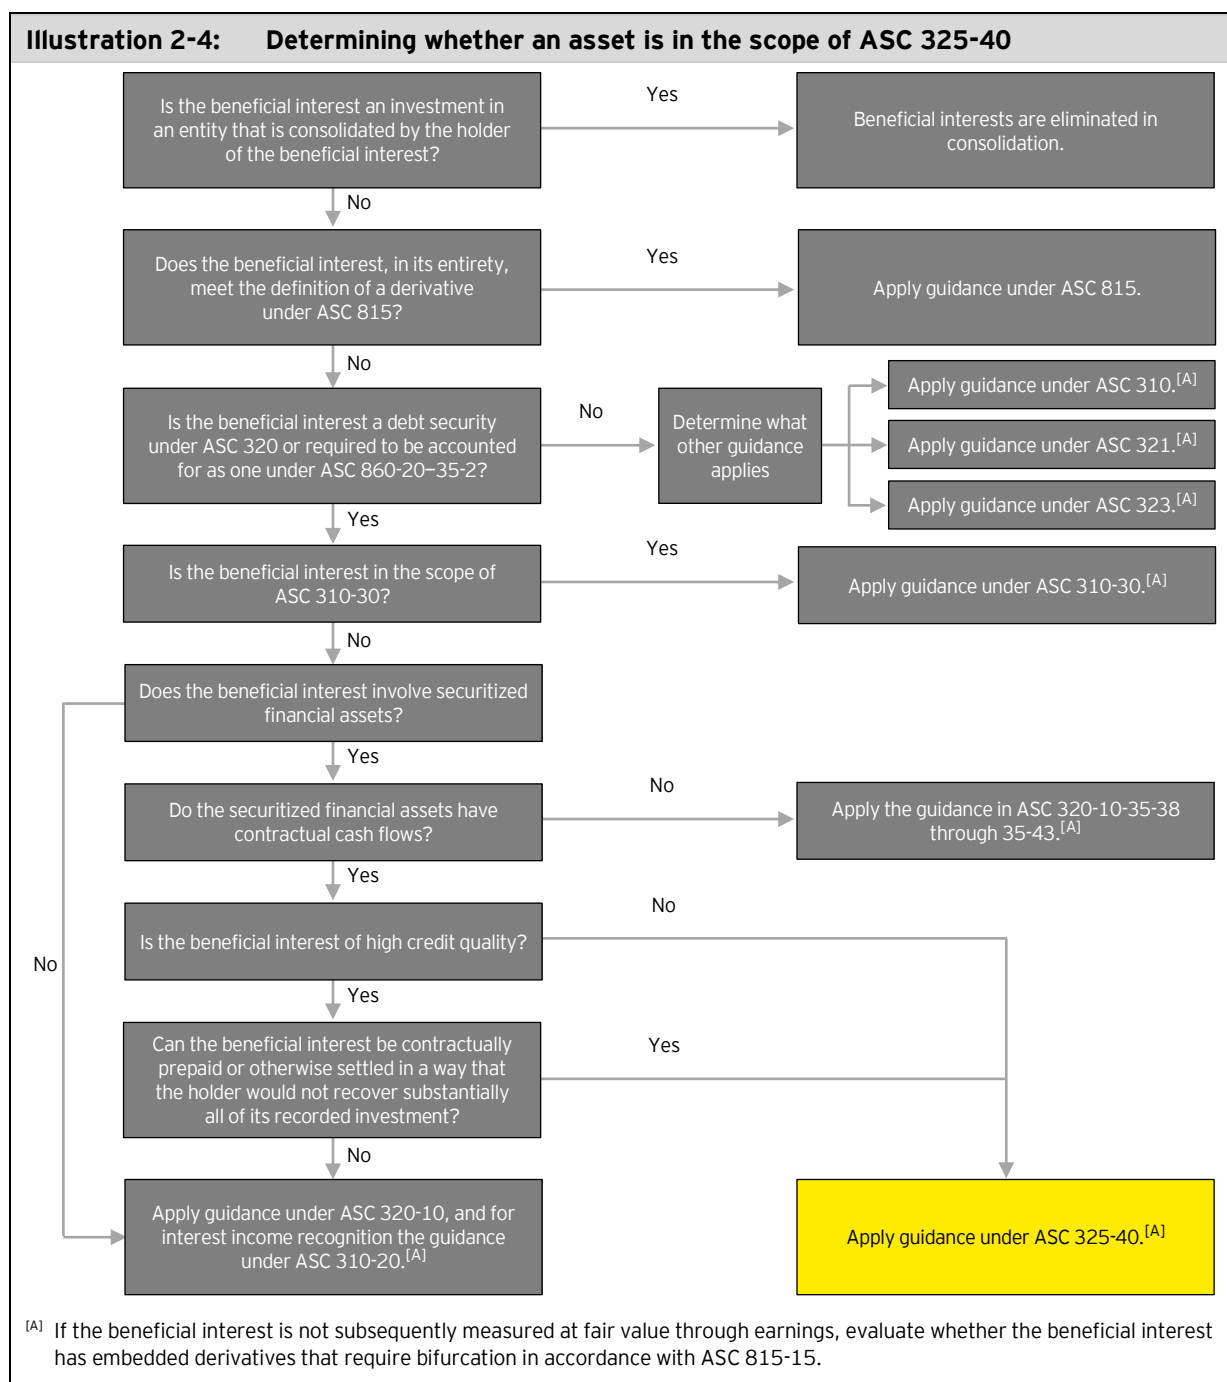 Illustration 2-4: Determining whether an asset is in the scope of ASC 325-40
Is the beneficial interest an investment in
an entity that is consolidated by the holder
of the beneficial interest?
Yes
Beneficial interests are eliminated in
consolidation.
No
Does the beneficial interest, in its entirety,
meet the definition of a derivative
under ASC 815?
Yes
Apply guidance under ASC 815.
No
Is the beneficial interest a debt security
under ASC 320 or required to be accounted
for as one under ASC 860-20–35-2?
No
Determine what
other guidance
applies
Apply guidance under ASC 310.[A]
Apply guidance under ASC 321.[A]
Apply guidance under ASC 323.[A]
Yes
Is the beneficial interest in the scope of
ASC 310-30?
Yes
Apply guidance under ASC 310-30.[A]
No
Does the beneficial interest involve securitized
financial assets?
Yes
Do the securitized financial assets have
contractual cash flows?
No
Apply the guidance in ASC 320-10-35-38
through 35-43.[A]
Yes
Is the beneficial interest of high credit quality?
No
No
Yes
Can the beneficial interest be contractually
prepaid or otherwise settled in a way that
the holder would not recover substantially
all of its recorded investment?
Yes
No
Apply guidance under ASC 320-10, and for
interest income recognition the guidance
under ASC 310-20.[A]
Apply guidance under ASC 325-40.[A]
[A] If the beneficial interest is not subsequently measured at fair value through earnings, evaluate whether the beneficial interest
has embedded derivatives that require bifurcation in accordance with ASC 815-15.